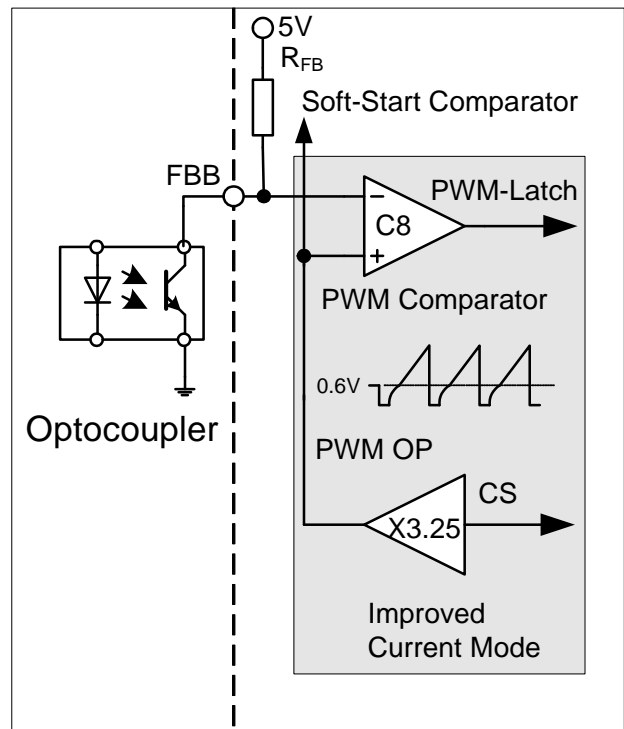 5V
RFB
Soft-Start Comparator
FBB
PWM-Latch
−
C8
+
PWM Comparator
0.6V
Optocoupler
PWM OP
CS
X3.25
Improved
Current Mode